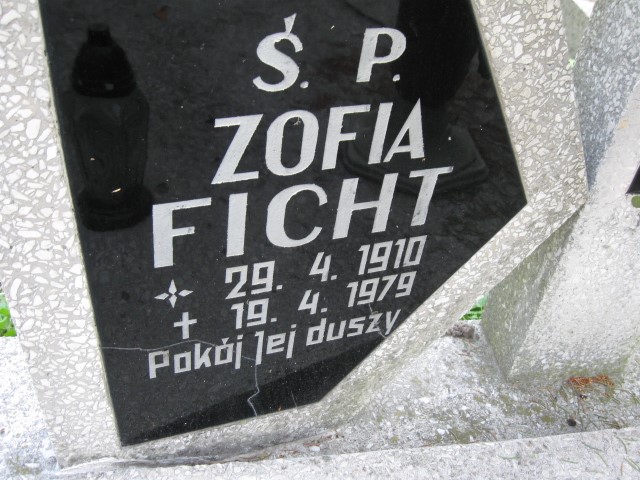 Ś. P.
ZOFIA
FICHT
29. 4. 1910
19. 4. 1979
Pokój Jej duszy